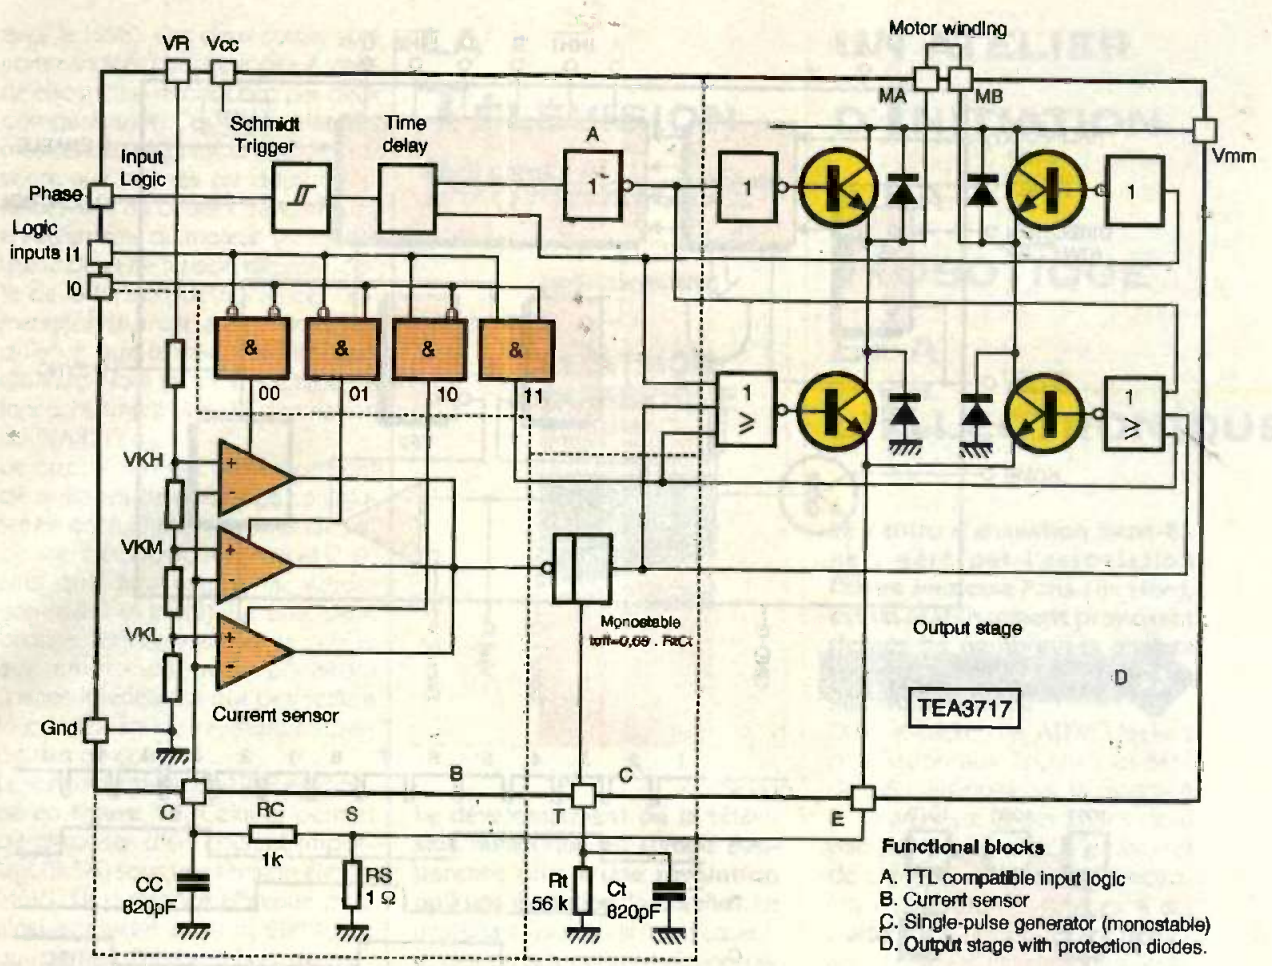 Motor winding
VR Vcc
MA MB
Schmidt
Trigger
Time
delay
A
Vmm
Input
Logic
Phase
1
1
1
Logic
inputs I1
I0
&
&
&
&
00
01
10
11
1
≥
1
≥
VKH
+
-
VKM
+
-
VKL
+
-
Monostable
toff=0,69 . RtCt
Output stage
D
TEA3717
Current sensor
Gnd
B
C
C
RC
1k
S
T
E
CC
820pF
RS
1 Ω
Rt
56 k
Ct
820pF
Functional blocks
A. TTL compatible input logic
B. Current sensor
C. Single-pulse generator (monostable)
D. Output stage with protection diodes.